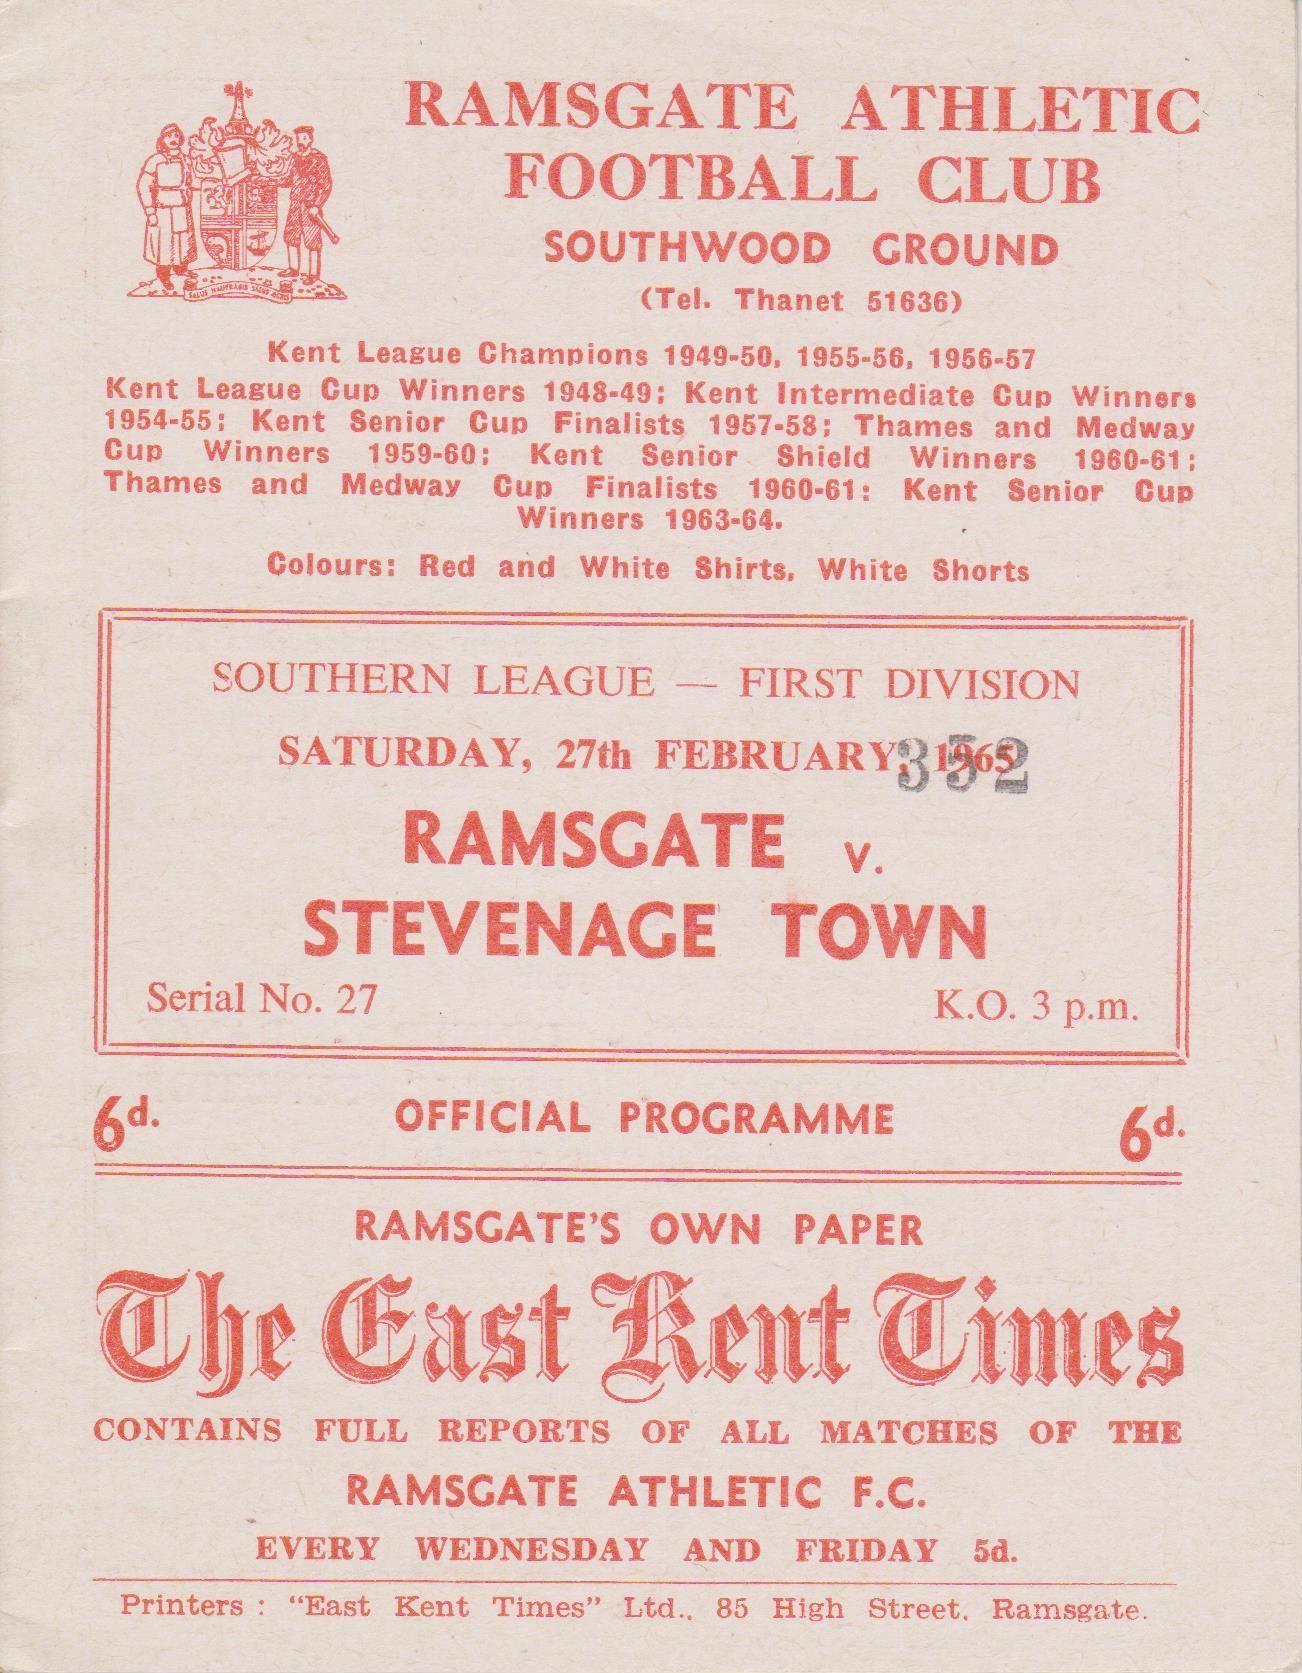 RAMSGATE ATHLETIC
FOOTBALL CLUB
SOUTHWOOD GROUND
(Tel. Thanet 51636)
SALUS NAUFRAGIS SALUS AEGRIS
Kent League Champions 1949-50, 1955-56, 1956-57
Kent League Cup Winners 1948-49; Kent Intermediate Cup Winners
1954-55; Kent Senior Cup Finalists 1957-58; Thames and Medway
Cup Winners 1959-60; Kent Senior Shield Winners 1960-61;
Thames and Medway Cup Finalists 1960-61: Kent Senior Cup
Winners 1963-64.
Colours: Red and White Shirts, White Shorts
SOUTHERN LEAGUE — FIRST DIVISION
SATURDAY, 27th FEBRUARY, 1965
352
RAMSGATE v.
STEVENAGE TOWN
Serial No. 27 K.O. 3 p.m.
6d. OFFICIAL PROGRAMME 6d.
RAMSGATE'S OWN PAPER
The East Kent Times
CONTAINS FULL REPORTS OF ALL MATCHES OF THE
RAMSGATE ATHLETIC F.C.
EVERY WEDNESDAY AND FRIDAY 5d.
Printers : "East Kent Times" Ltd., 85 High Street, Ramsgate.